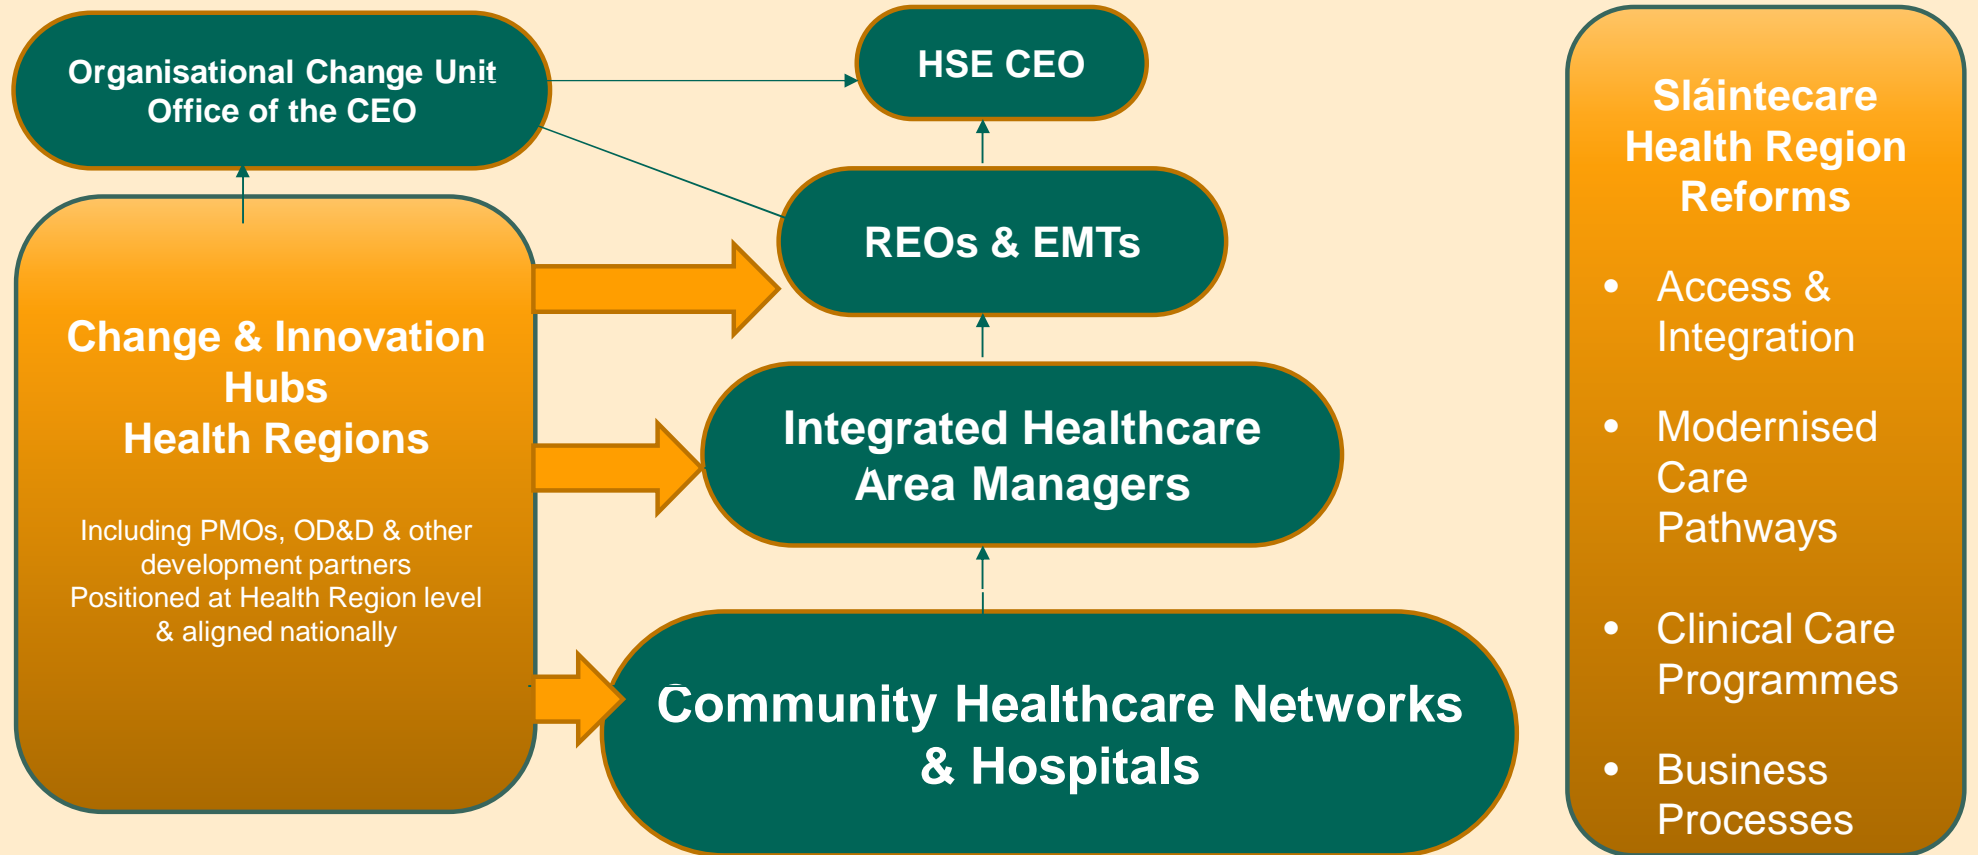 Organisational Change Unit
Office of the CEO
HSE CEO
REOs & EMTs
Change & Innovation
Hubs
Health Regions
Including PMOs, OD&D & other
development partners
Positioned at Health Region level
& aligned nationally
Integrated Healthcare
Area Managers
Community Healthcare Networks
& Hospitals
Sláintecare
Health Region
Reforms
• Access &
Integration
• Modernised
Care
Pathways
• Clinical Care
Programmes
• Business
Processes